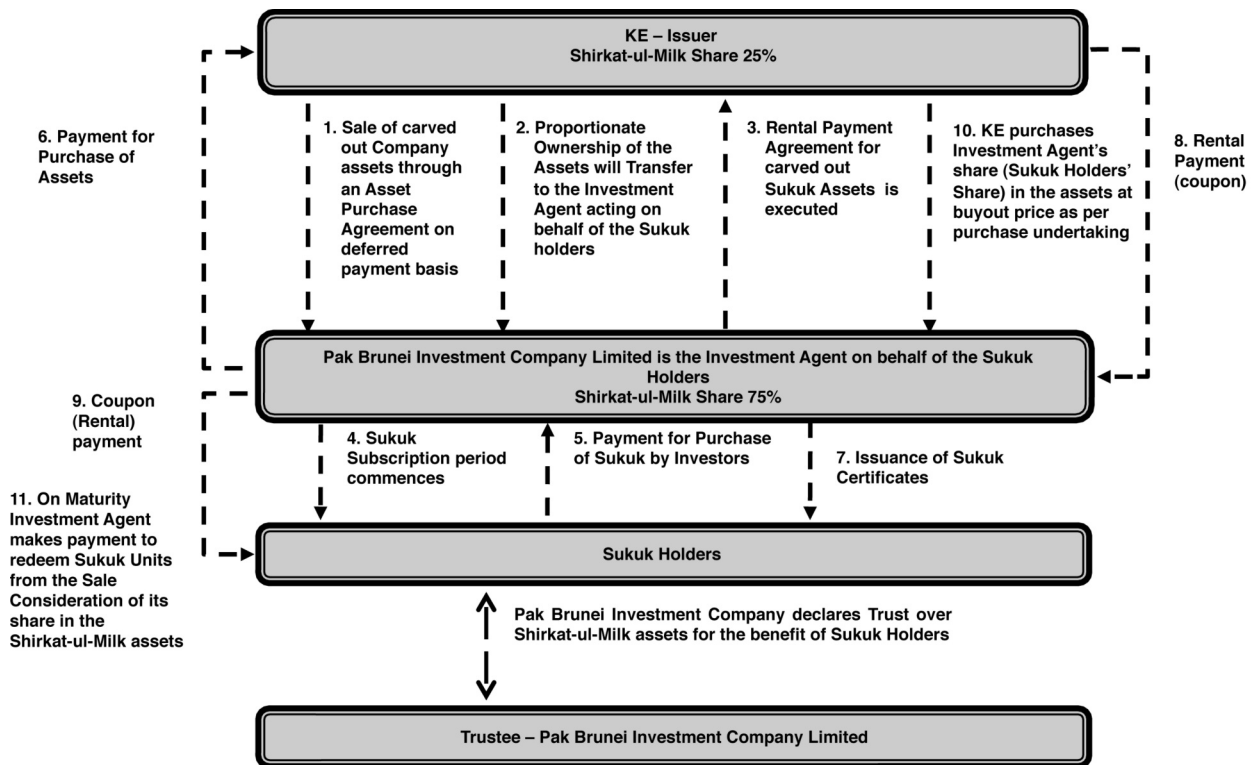 KE – Issuer
Shirkat-ul-Milk Share 25%
6. Payment for
Purchase of
Assets
1. Sale of carved
out Company
assets through
an Asset
Purchase
Agreement on
deferred
payment basis
2. Proportionate
Ownership of the
Assets will Transfer
to the Investment
Agent acting on
behalf of the Sukuk
holders
3. Rental Payment
Agreement for
carved out
Sukuk Assets is
executed
10. KE purchases
Investment Agent's
share (Sukuk Holders'
Share) in the assets at
buyout price as per
purchase undertaking
8. Rental
Payment
(coupon)
Pak Brunei Investment Company Limited is the Investment Agent on behalf of the Sukuk
Holders
Shirkat-ul-Milk Share 75%
9. Coupon
(Rental)
payment
4. Sukuk
Subscription period
commences
5. Payment for Purchase
of Sukuk by Investors
7. Issuance of Sukuk
Certificates
11. On Maturity
Investment Agent
makes payment to
redeem Sukuk Units
from the Sale
Consideration of its
share in the
Shirkat-ul-Milk assets
Sukuk Holders
Pak Brunei Investment Company declares Trust over
Shirkat-ul-Milk assets for the benefit of Sukuk Holders
Trustee – Pak Brunei Investment Company Limited